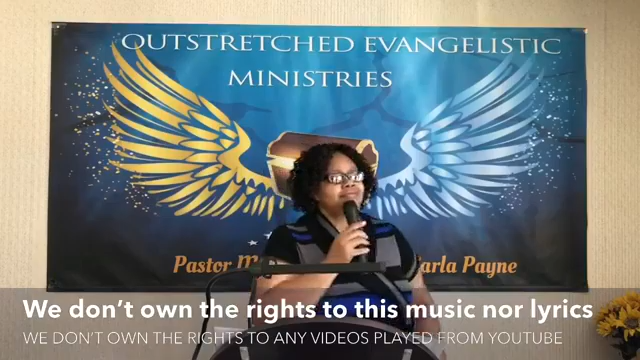 OUTSTRETCHED EVANGELISTIC
MINISTRIES
Pastor Carla Payne
We don't own the rights to this music nor lyrics
WE DON'T OWN THE RIGHTS TO ANY VIDEOS PLAYED FROM YOUTUBE